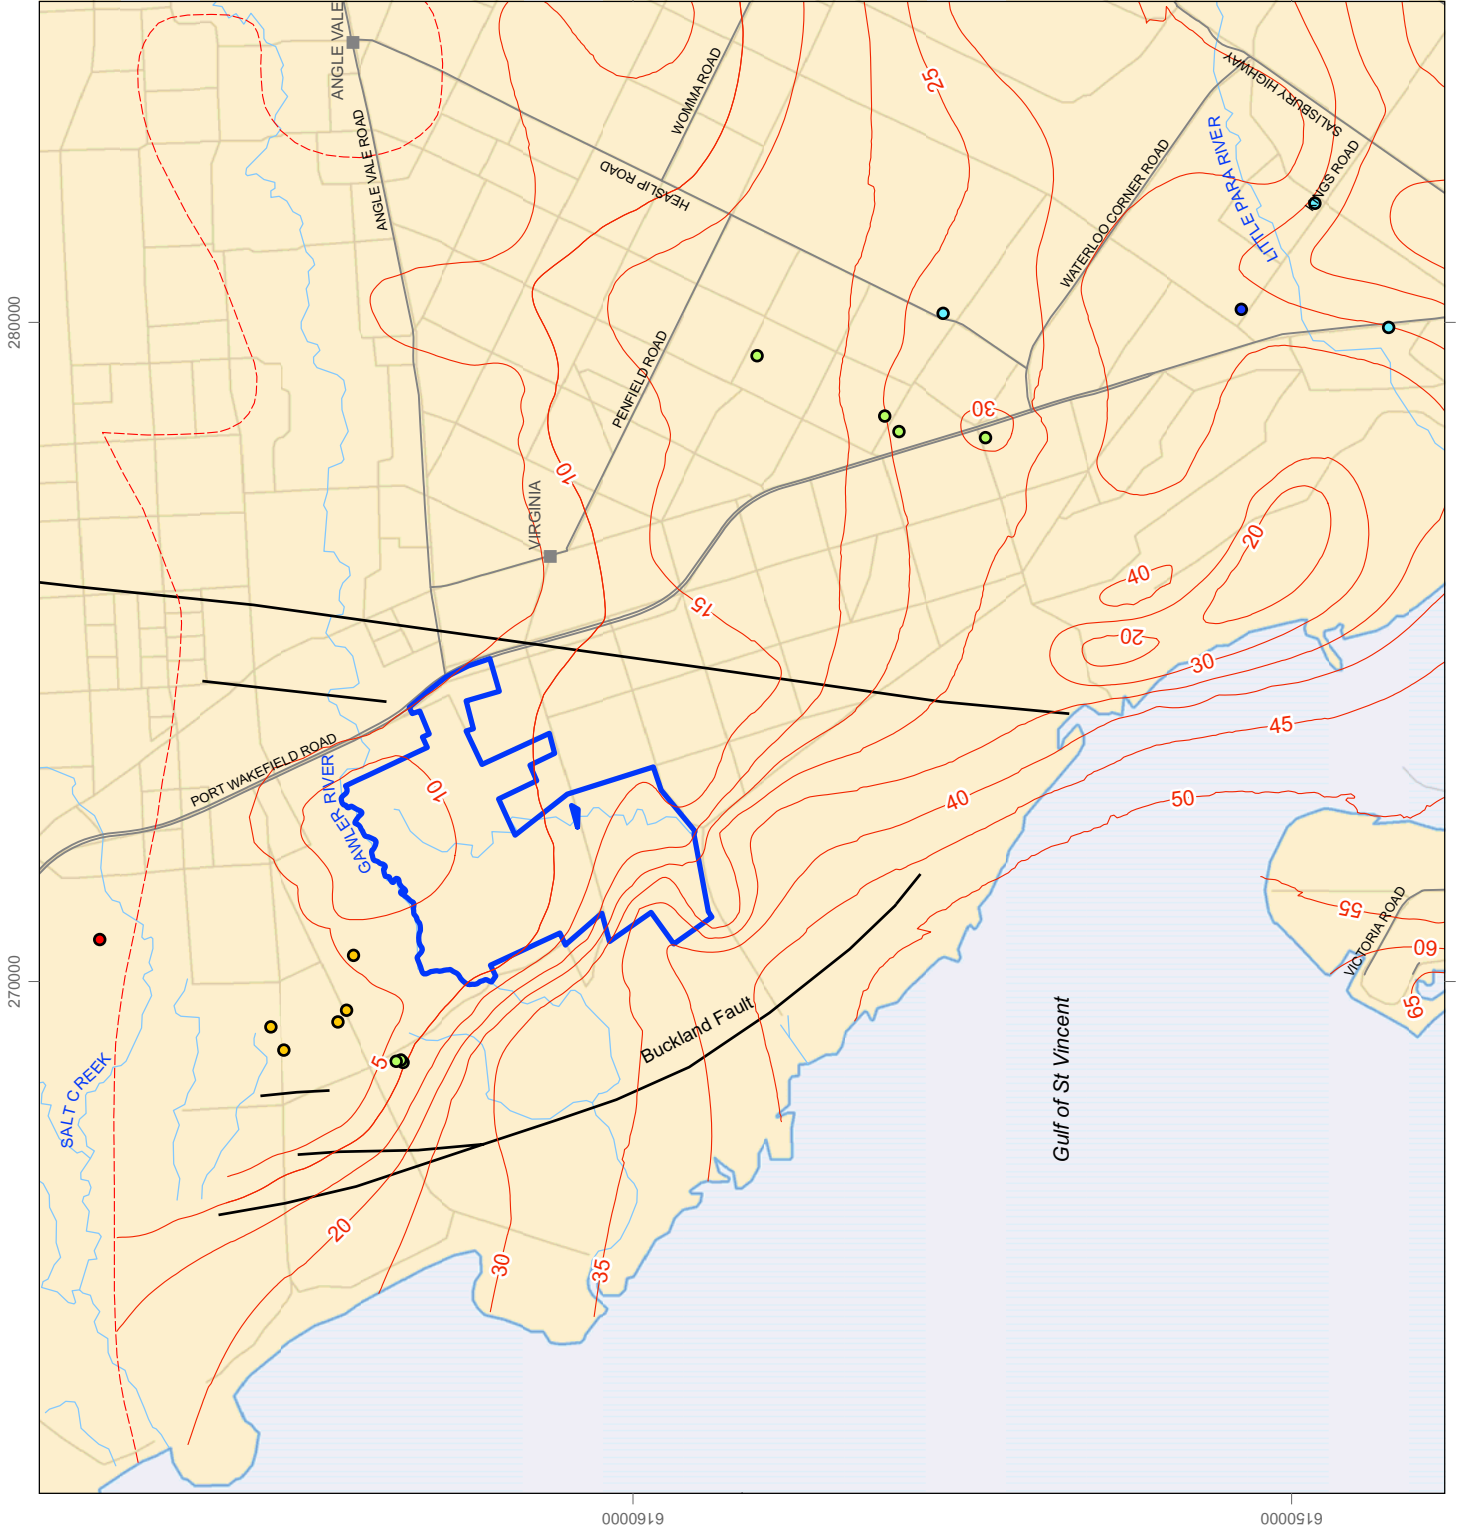 ANGLE VALE
ANGLE VALE ROAD
WOMMA ROAD
HEASLIP ROAD
25
SALISBURY HIGHWAY
LITTLE PARA RIVER
WATERLOO CORNER ROAD
NGS ROAD
280000
PENFIELD ROAD
30
10
VIRGINIA
20
40
15
20
30
45
PORT WAKEFIELD ROAD
GAWLER RIVER
10
40
50
55
VICTORIA ROAD
60
65
270000
Buckland Fault
5
SALT CREEK
Gulf of St Vincent
20
30
35
6160000
6150000